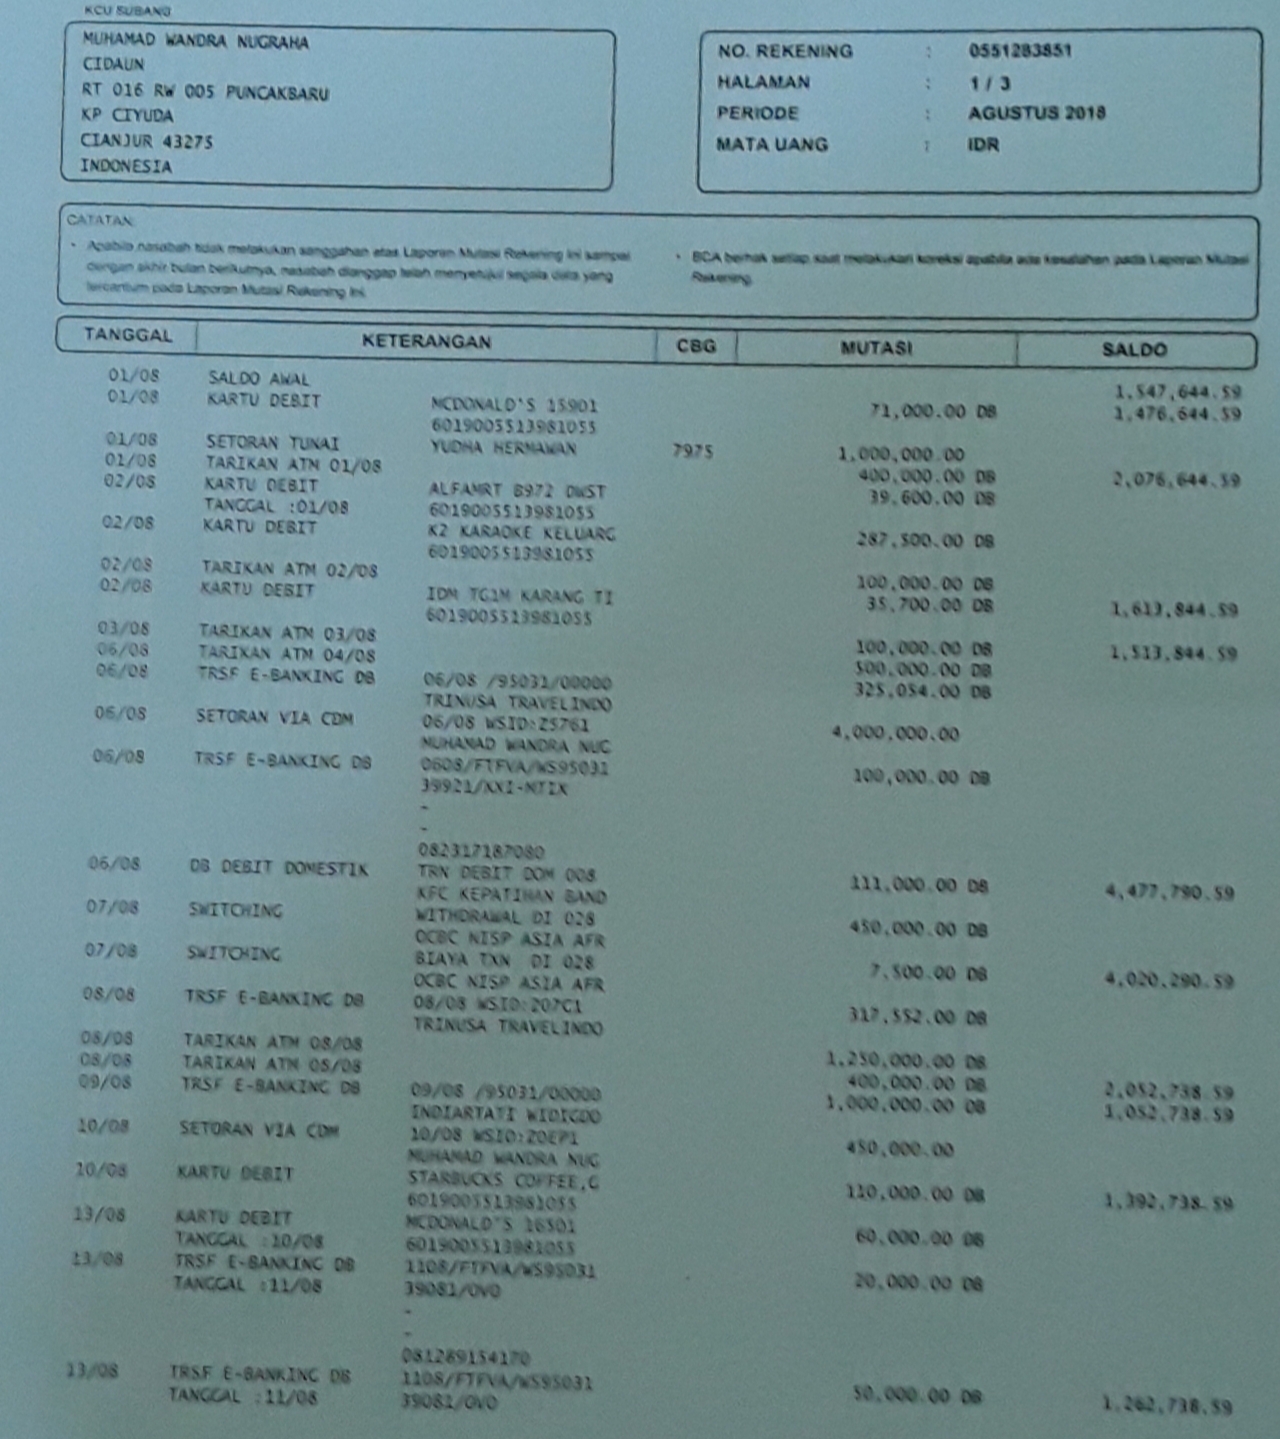 KCU SUBANG
MUHAMAD WANDRA NUGRAHA
CIDAUN
RT 016 RW 005 PUNCAKBARU
KP CIYUDA
CIANJUR 43275
INDONESIA
NO. REKENING : 0551283851
HALAMAN : 1 / 3
PERIODE : AGUSTUS 2018
MATA UANG : IDR
CATATAN:
• Apabila nasabah tidak melakukan sanggahan atas Laporan Mutasi Rekening ini sampai
dengan akhir bulan berikutnya, nasabah dianggap telah menyetujui segala data yang
tercantum pada Laporan Mutasi Rekening ini.
• BCA berhak setiap saat melakukan koreksi apabila ada kesalahan pada Laporan Mutasi
Rekening.
TANGGAL KETERANGAN CBG MUTASI SALDO
01/08 SALDO AWAL 1,547,644.59
01/08 KARTU DEBIT MCDONALD'S 15901 71,000.00 DB 1,476,644.59
6019005513981055
01/08 SETORAN TUNAI YUDHA HERMAWAN 7975 1,000,000.00
01/08 TARIKAN ATM 01/08 400,000.00 DB 2,076,644.59
02/08 KARTU DEBIT ALFAMRT B972 DWST 39,600.00 DB
TANGGAL :01/08 6019005513981055
02/08 KARTU DEBIT K2 KARAOKE KELUARG 287,500.00 DB
6019005513981055
02/08 TARIKAN ATM 02/08 100,000.00 DB
02/08 KARTU DEBIT IDM TG1M KARANG TI 35,700.00 DB 1,613,844.59
6019005513981055
03/08 TARIKAN ATM 03/08 100,000.00 DB 1,513,844.59
06/08 TARIKAN ATM 04/08 500,000.00 DB
06/08 TRSF E-BANKING DB 06/08 /95031/00000 325,054.00 DB
TRINUSA TRAVELINDO
06/08 SETORAN VIA CDM 06/08 WSID:Z5761 4,000,000.00
MUHAMAD WANDRA NUG
06/08 TRSF E-BANKING DB 0608/FTFVA/WS95031 100,000.00 DB
39921/XXI-MTIX
-
-
082317187080
06/08 DB DEBIT DOMESTIK TRN DEBIT DOM 008 111,000.00 DB 4,477,790.59
KFC KEPATIHAN BAND
07/08 SWITCHING WITHDRAWAL DI 028 450,000.00 DB
OCBC NISP ASIA AFR
07/08 SWITCHING BIAYA TXN DI 028 7,500.00 DB 4,020,290.59
OCBC NISP ASIA AFR
08/08 TRSF E-BANKING DB 08/08 WSID:207C1 317,552.00 DB
TRINUSA TRAVELINDO
08/08 TARIKAN ATM 08/08 1,250,000.00 DB
08/08 TARIKAN ATM 08/08 400,000.00 DB 2,052,738.59
09/08 TRSF E-BANKING DB 09/08 /95031/00000 1,000,000.00 DB 1,052,738.59
INDIARTATI WIDIGDO
10/08 SETORAN VIA CDM 10/08 WSID:ZOEP1 450,000.00
MUHAMAD WANDRA NUG
10/08 KARTU DEBIT STARBUCKS COFFEE,G 110,000.00 DB 1,392,738.59
6019005513981055
13/08 KARTU DEBIT MCDONALD'S 16501 60,000.00 DB
TANGGAL :10/08 6019005513981055
13/08 TRSF E-BANKING DB 1108/FTFVA/WS95031 20,000.00 DB
TANGGAL :11/08 39081/OVO
-
-
081289154170
13/08 TRSF E-BANKING DB 1108/FTFVA/WS95031 50,000.00 DB 1,262,738.59
TANGGAL :11/08 39081/OVO